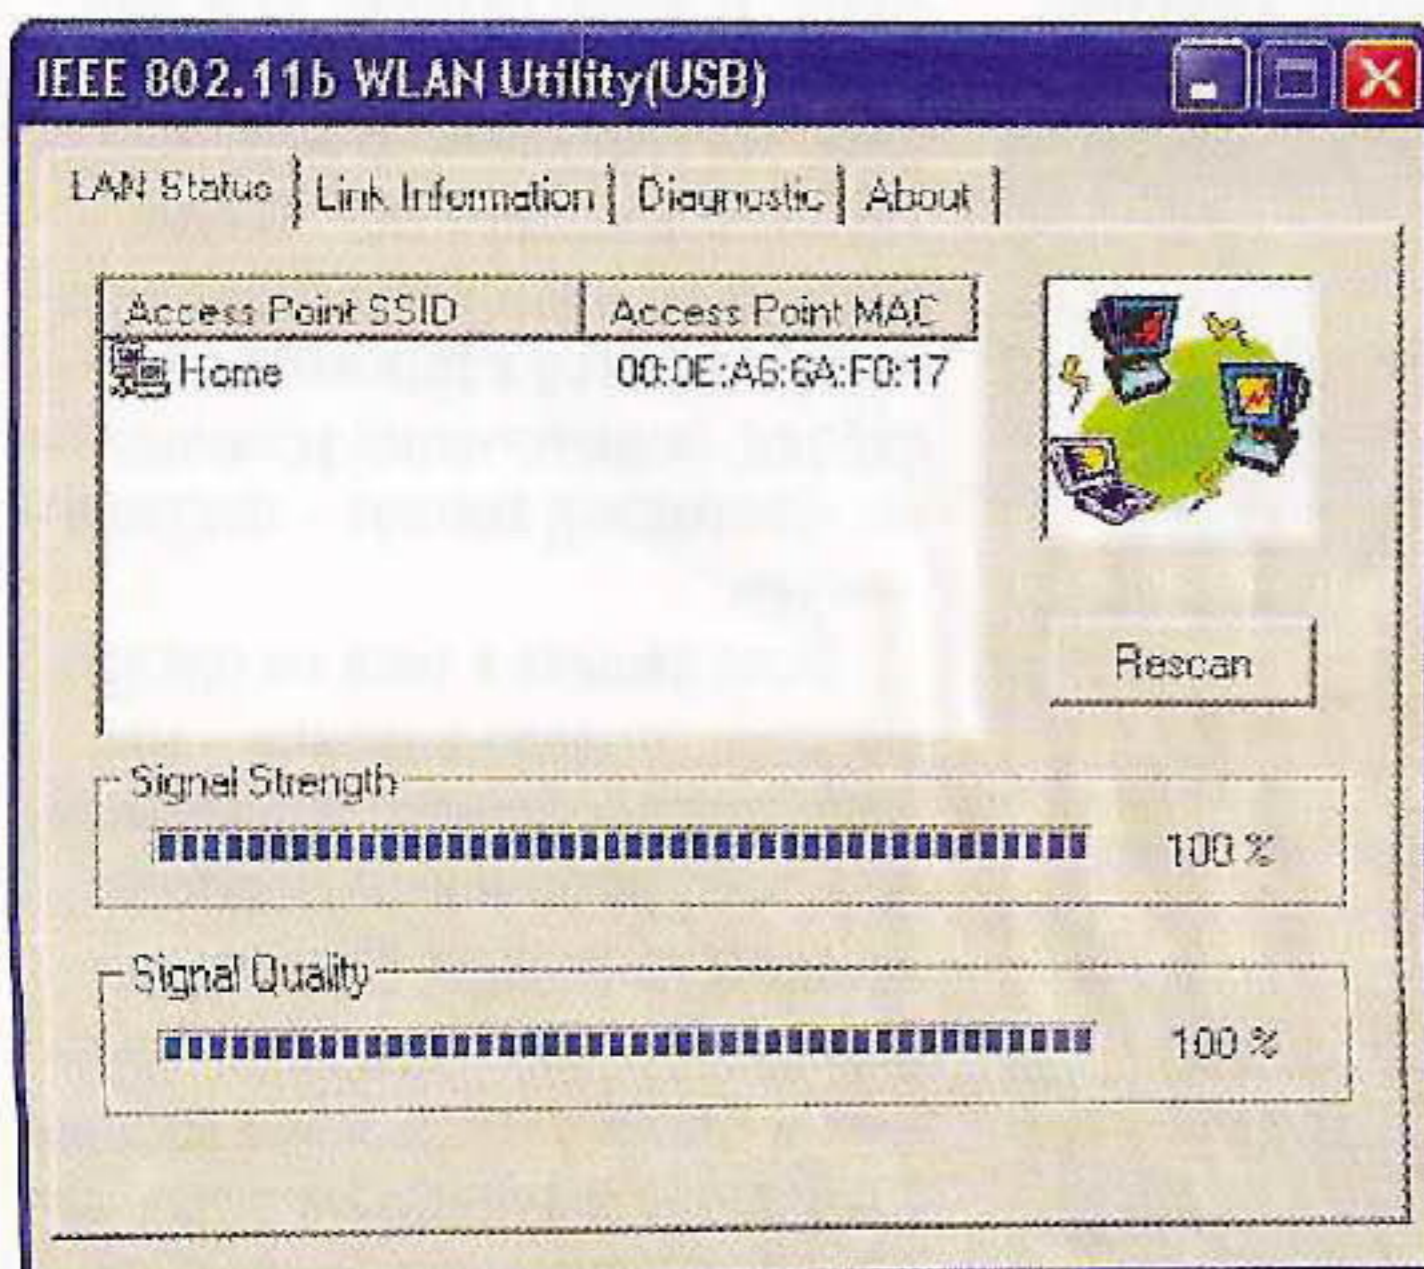 IEEE 802.11b WLAN Utility(USB)
LAN Status Link Information Diagnostic About
Access Point SSID Access Point MAC
Home 00:0E:A6:6A:F0:17
Rescan
Signal Strength
100 %
Signal Quality
100 %